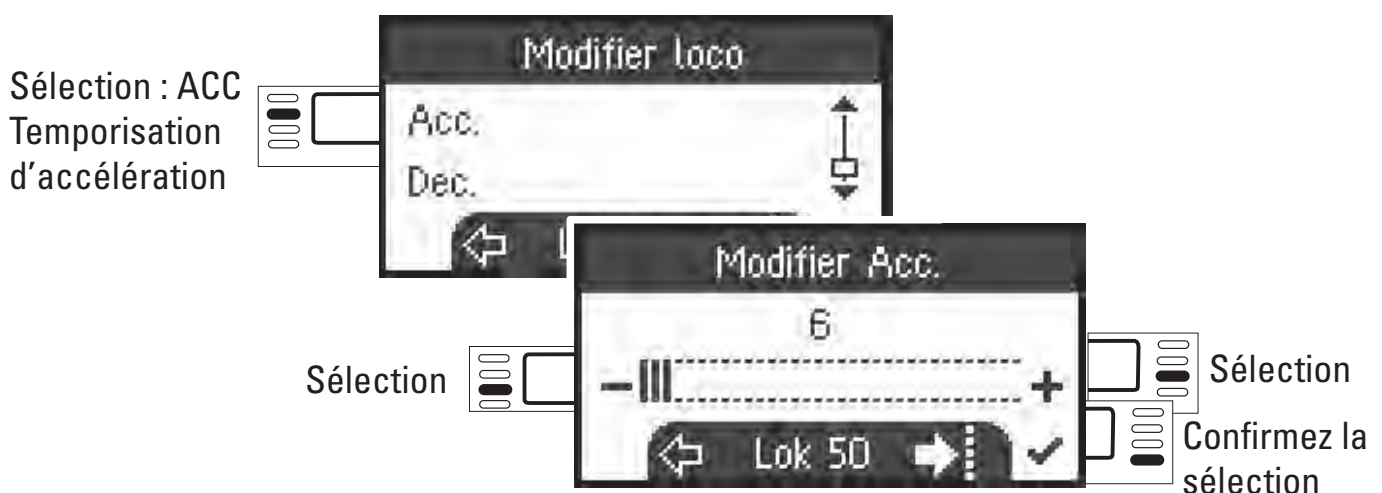 Modifier loco
Sélection : ACC
Temporisation
d'accélération
Acc.
Dec.
Modifier Acc.
6
Sélection
– +
Sélection
Lok 50
Confirmez la
sélection